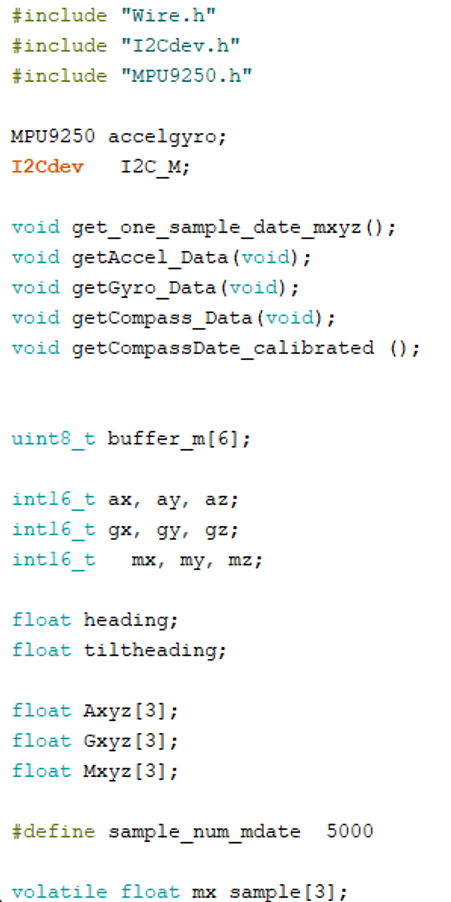 #include "Wire.h"
#include "I2Cdev.h"
#include "MPU9250.h"
MPU9250 accelgyro;
I2Cdev   I2C_M;
void get_one_sample_date_mxyz();
void getAccel_Data(void);
void getGyro_Data(void);
void getCompass_Data(void);
void getCompassDate_calibrated ();
uint8_t buffer_m[6];
int16_t ax, ay, az;
int16_t gx, gy, gz;
int16_t   mx, my, mz;
float heading;
float tiltheading;
float Axyz[3];
float Gxyz[3];
float Mxyz[3];
#define sample_num_mdate  5000
volatile float mx_sample[3];